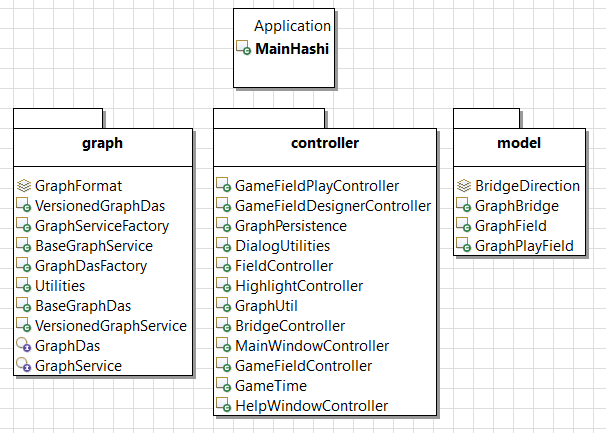 Application
MainHashi
graph
GraphFormat
VersionedGraphDas
GraphServiceFactory
BaseGraphService
GraphDasFactory
Utilities
BaseGraphDas
VersionedGraphService
GraphDas
GraphService
controller
GameFieldPlayController
GameFieldDesignerController
GraphPersistence
DialogUtilities
FieldController
HighlightController
GraphUtil
BridgeController
MainWindowController
GameFieldController
GameTime
HelpWindowController
model
BridgeDirection
GraphBridge
GraphField
GraphPlayField